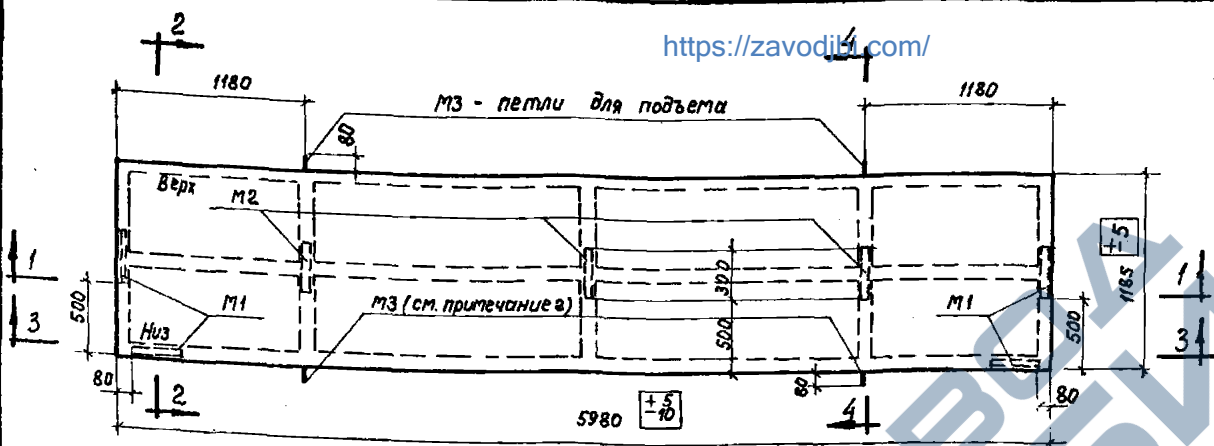 2
https://zavodjbi.com/
4
1180
М3 - петли для подъема
1180
80
Верх
М2
± 5
1185
1
1
300
500
М1
М3 (см. примечание 2)
М1
500
500
3
Низ
3
80
80
80
2
5980
+ 5
- 10
4